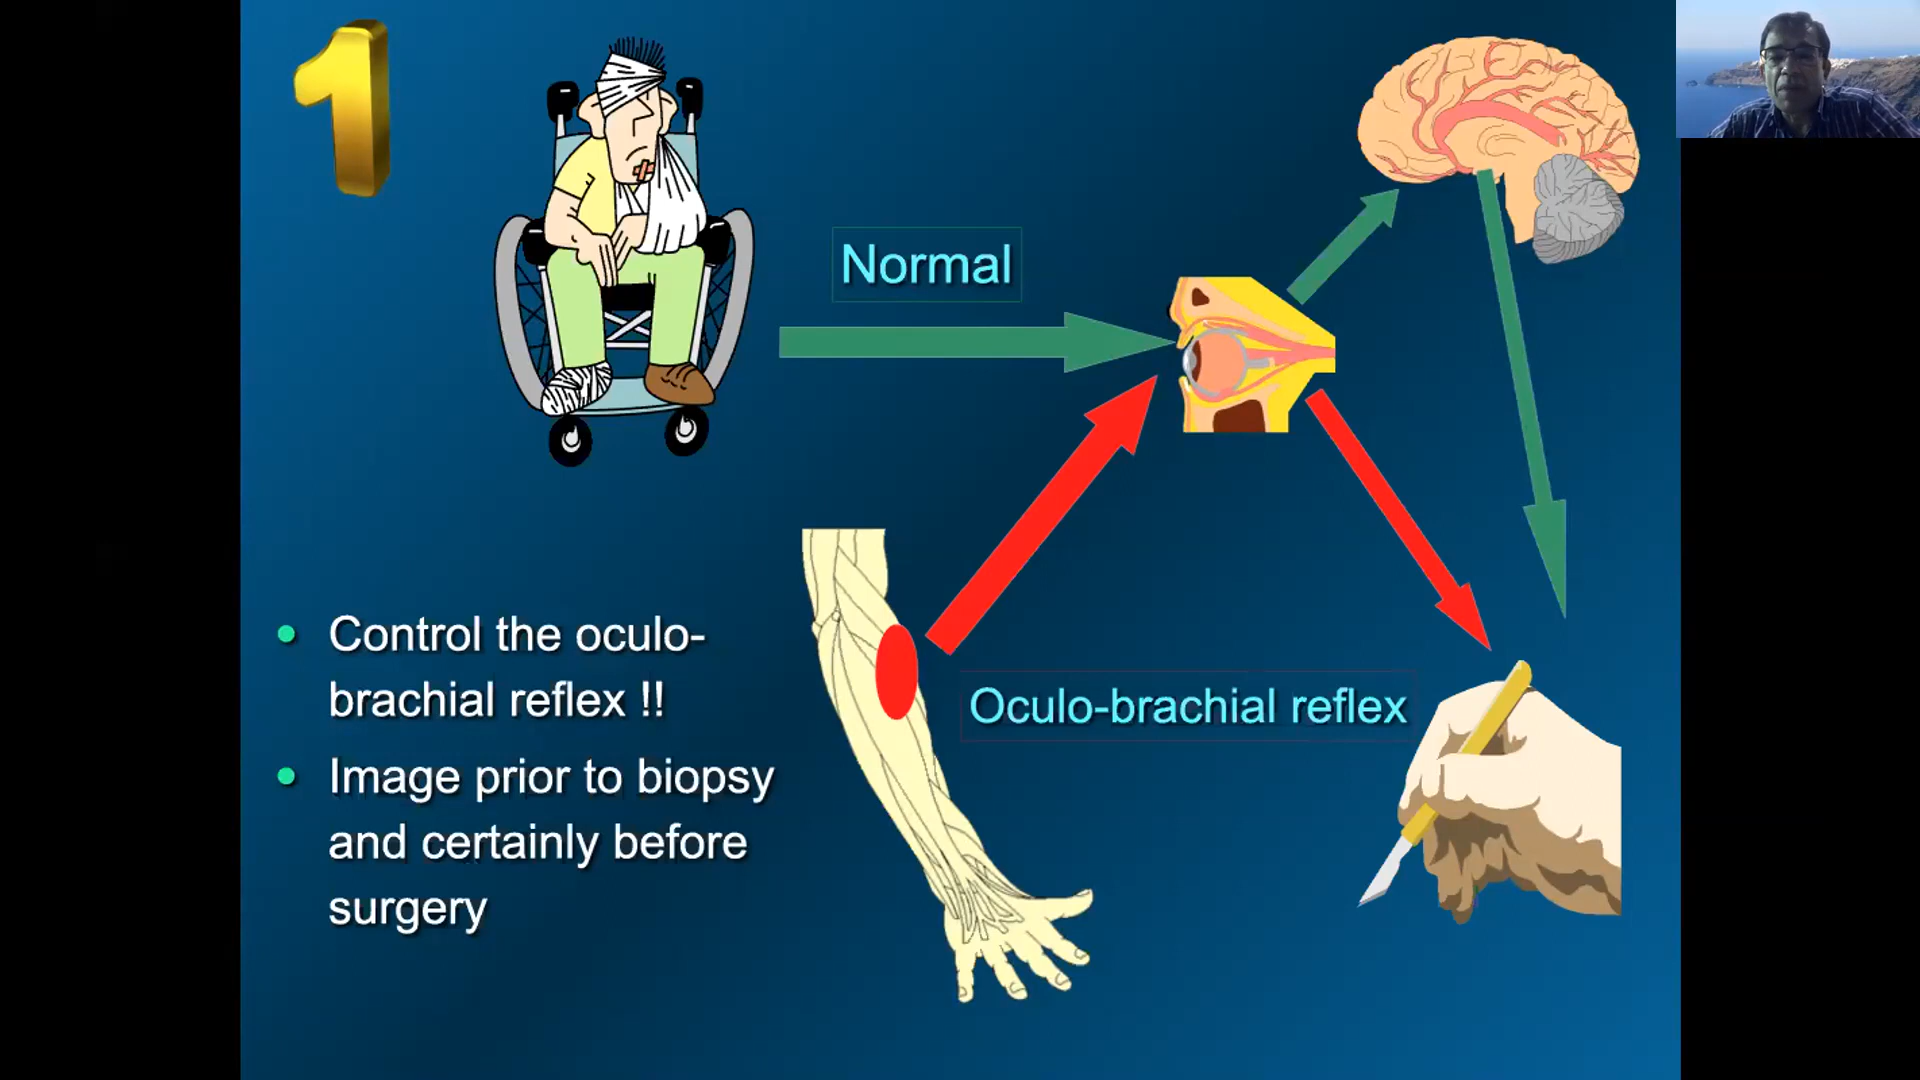 1
Normal
Oculo-brachial reflex
• Control the oculo-
brachial reflex !!
• Image prior to biopsy
and certainly before
surgery